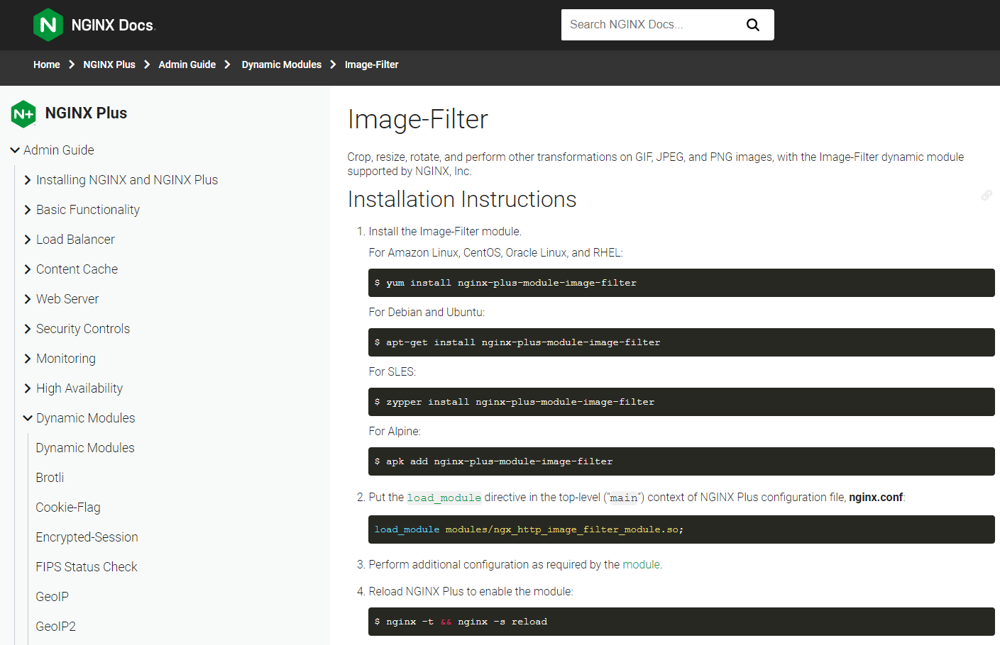 NGINX Docs
Search NGINX Docs...
Home
NGINX Plus
Admin Guide
Dynamic Modules
Image-Filter
N+ NGINX Plus
Admin Guide
Installing NGINX and NGINX Plus
Basic Functionality
Load Balancer
Content Cache
Web Server
Security Controls
Monitoring
High Availability
Dynamic Modules
Dynamic Modules
Brotli
Cookie-Flag
Encrypted-Session
FIPS Status Check
GeoIP
GeoIP2
Image-Filter
Crop, resize, rotate, and perform other transformations on GIF, JPEG, and PNG images, with the Image-Filter dynamic module
supported by NGINX, Inc.
Installation Instructions
1. Install the Image-Filter module.
For Amazon Linux, CentOS, Oracle Linux, and RHEL:
$ yum install nginx-plus-module-image-filter
For Debian and Ubuntu:
$ apt-get install nginx-plus-module-image-filter
For SLES:
$ zypper install nginx-plus-module-image-filter
For Alpine:
$ apk add nginx-plus-module-image-filter
2. Put the load_module directive in the top-level (“main”) context of NGINX Plus configuration file, nginx.conf:
load_module modules/ngx_http_image_filter_module.so;
3. Perform additional configuration as required by the module.
4. Reload NGINX Plus to enable the module:
$ nginx -t && nginx -s reload